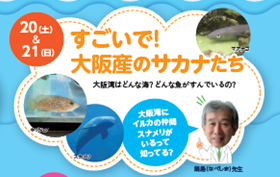 20(土)
&
21(日)
すごいで!
大阪産のサカナたち
大阪湾はどんな海?どんな魚がすんでいるの?
大阪湾に
イルカの仲間
スナメリが
いるって
知ってる?
先生